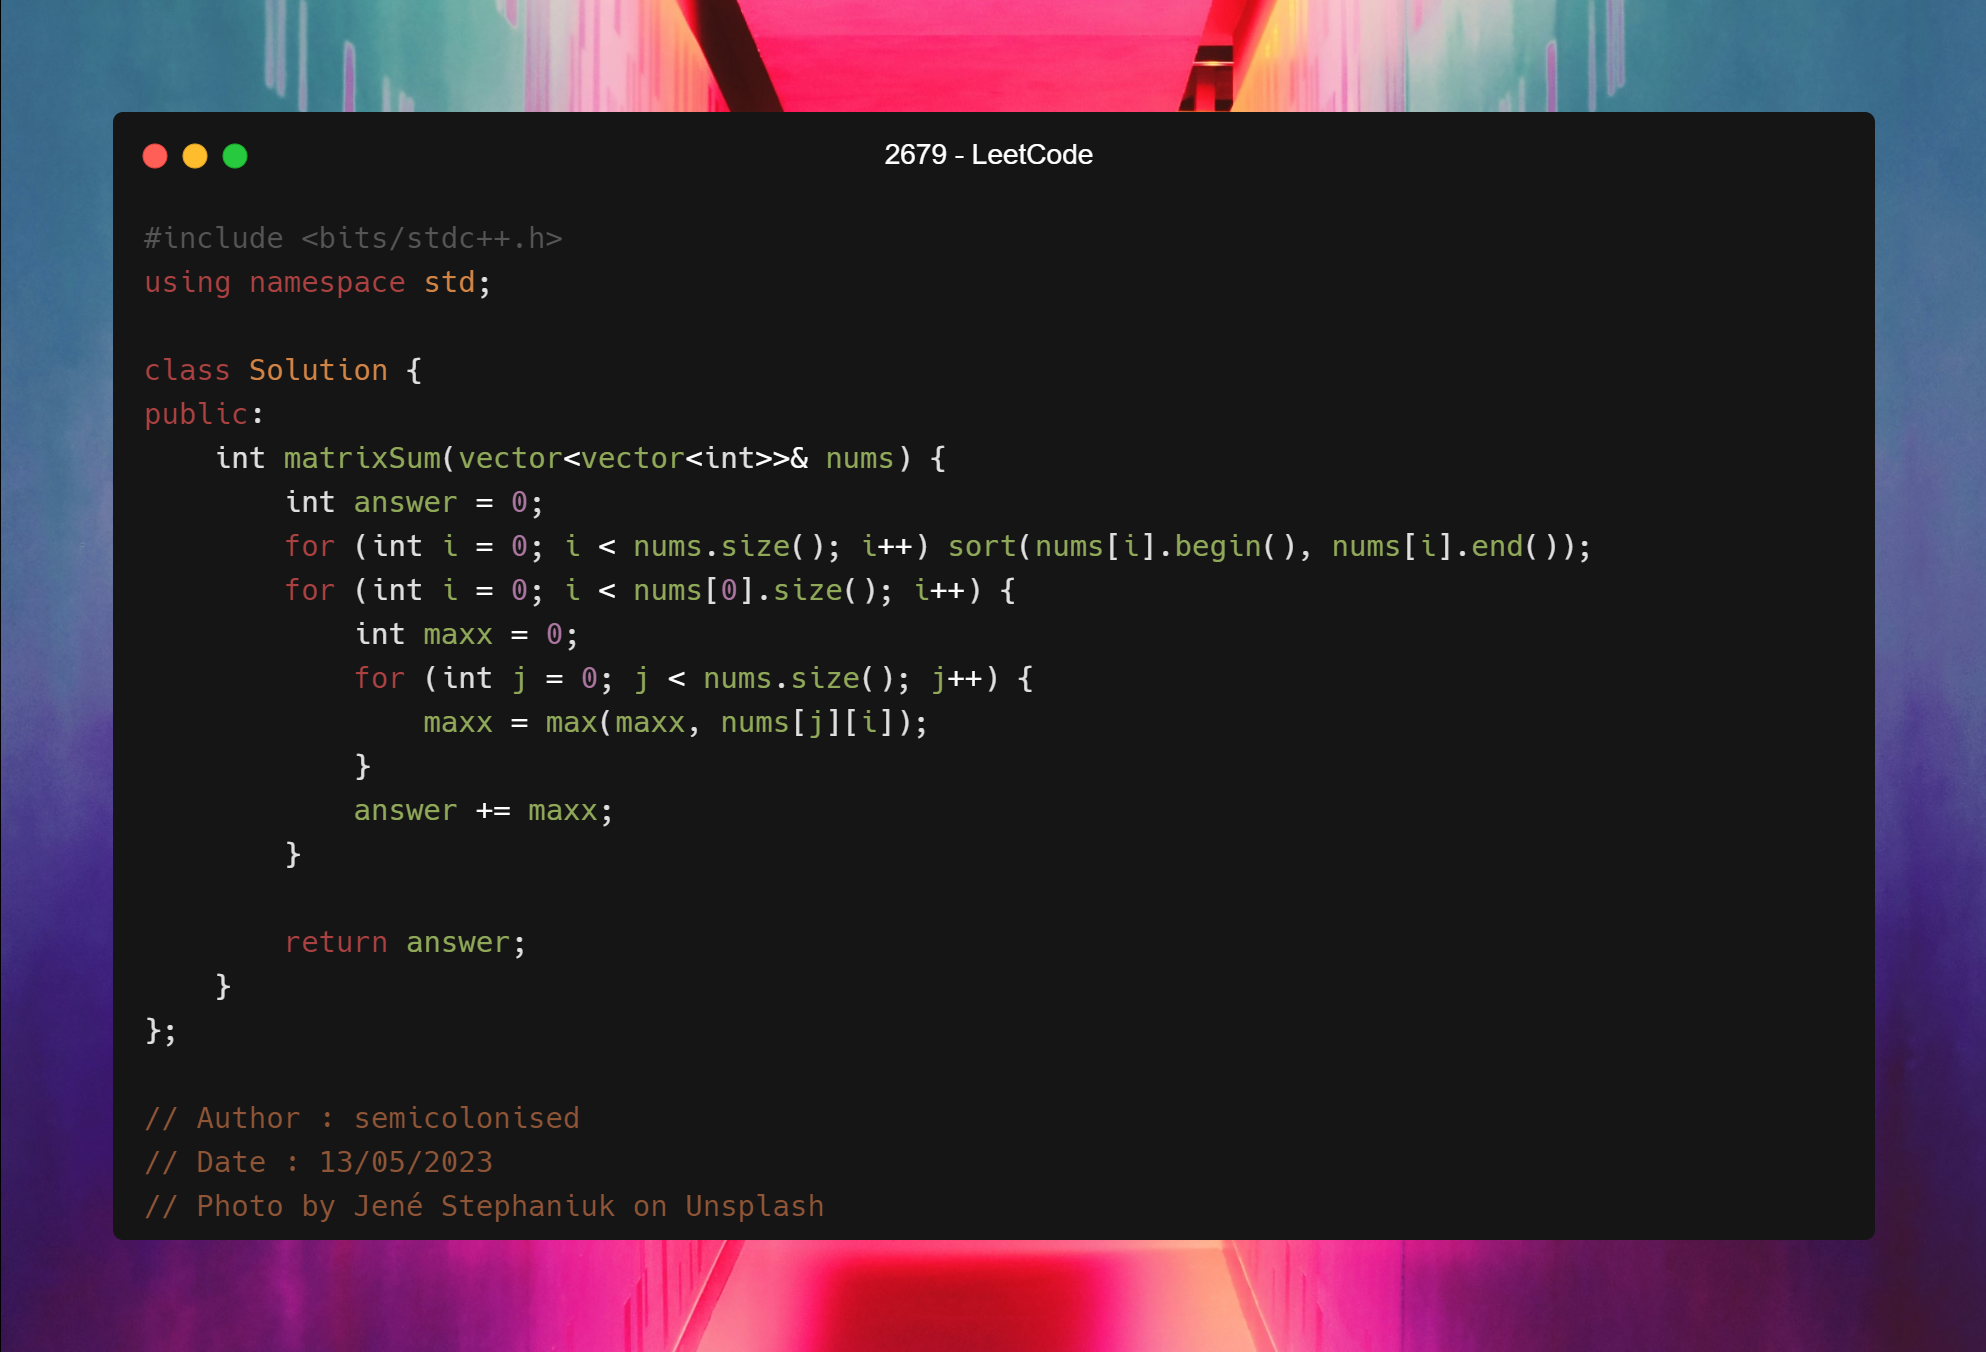 2679 - LeetCode
#include <bits/stdc++.h>
using namespace std;
class Solution {
public:
    int matrixSum(vector<vector<int>>& nums) {
        int answer = 0;
        for (int i = 0; i < nums.size(); i++) sort(nums[i].begin(), nums[i].end());
        for (int i = 0; i < nums[0].size(); i++) {
            int maxx = 0;
            for (int j = 0; j < nums.size(); j++) {
                maxx = max(maxx, nums[j][i]);
            }
            answer += maxx;
        }
        return answer;
    }
};
// Author : semicolonised
// Date : 13/05/2023
// Photo by Jené Stephaniuk on Unsplash